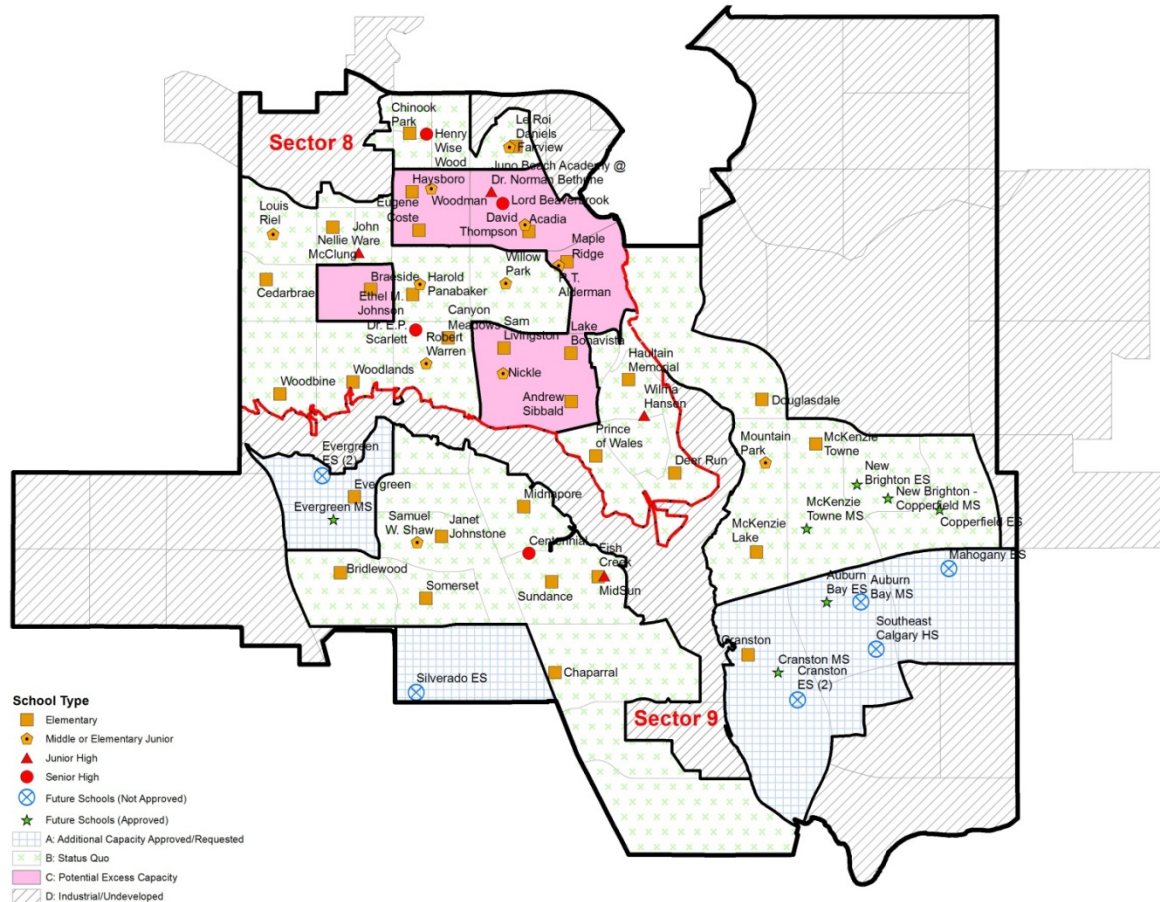 Chinook
Park
Henry
Wise
Wood
Le Roi
Daniels
Fairview
Sector 8
Juno Beach Academy @
Dr. Norman Bethune
Haysboro
Woodman
Lord Beaverbrook
Eugene
Coste
David
Thompson
Acadia
Louis
Riel
John
Ware
Nellie
McClung
Willow
Park
Maple
Ridge
R. T.
Alderman
Cedarbrae
Braeside
Ethel M.
Johnson
Harold
Panabaker
Canyon
Meadows
Dr. E.P.
Scarlett
Robert
Warren
Sam
Livingston
Lake
Bonavista
Nickle
Andrew
Sibbald
Haultain
Memorial
Wilma
Hansen
Woodbine
Woodlands
Prince
of Wales
Deer Run
Douglasdale
Mountain
Park
McKenzie
Towne
New
Brighton ES
New Brighton -
Copperfield MS
McKenzie
Towne MS
Copperfield ES
McKenzie
Lake
Mahogany ES
Evergreen
ES (2)
Evergreen
Evergreen MS
Midnapore
Samuel
W. Shaw
Janet
Johnstone
Centennial
Fish
Creek
MidSun
Bridlewood
Somerset
Sundance
Auburn
Bay ES
Auburn
Bay MS
Southeast
Calgary HS
Cranston
Cranston MS
Cranston
ES (2)
Silverado ES
Chaparral
Sector 9
School Type
Elementary
Middle or Elementary Junior
Junior High
Senior High
Future Schools (Not Approved)
Future Schools (Approved)
A: Additional Capacity Approved/Requested
B: Status Quo
C: Potential Excess Capacity
D: Industrial/Undeveloped